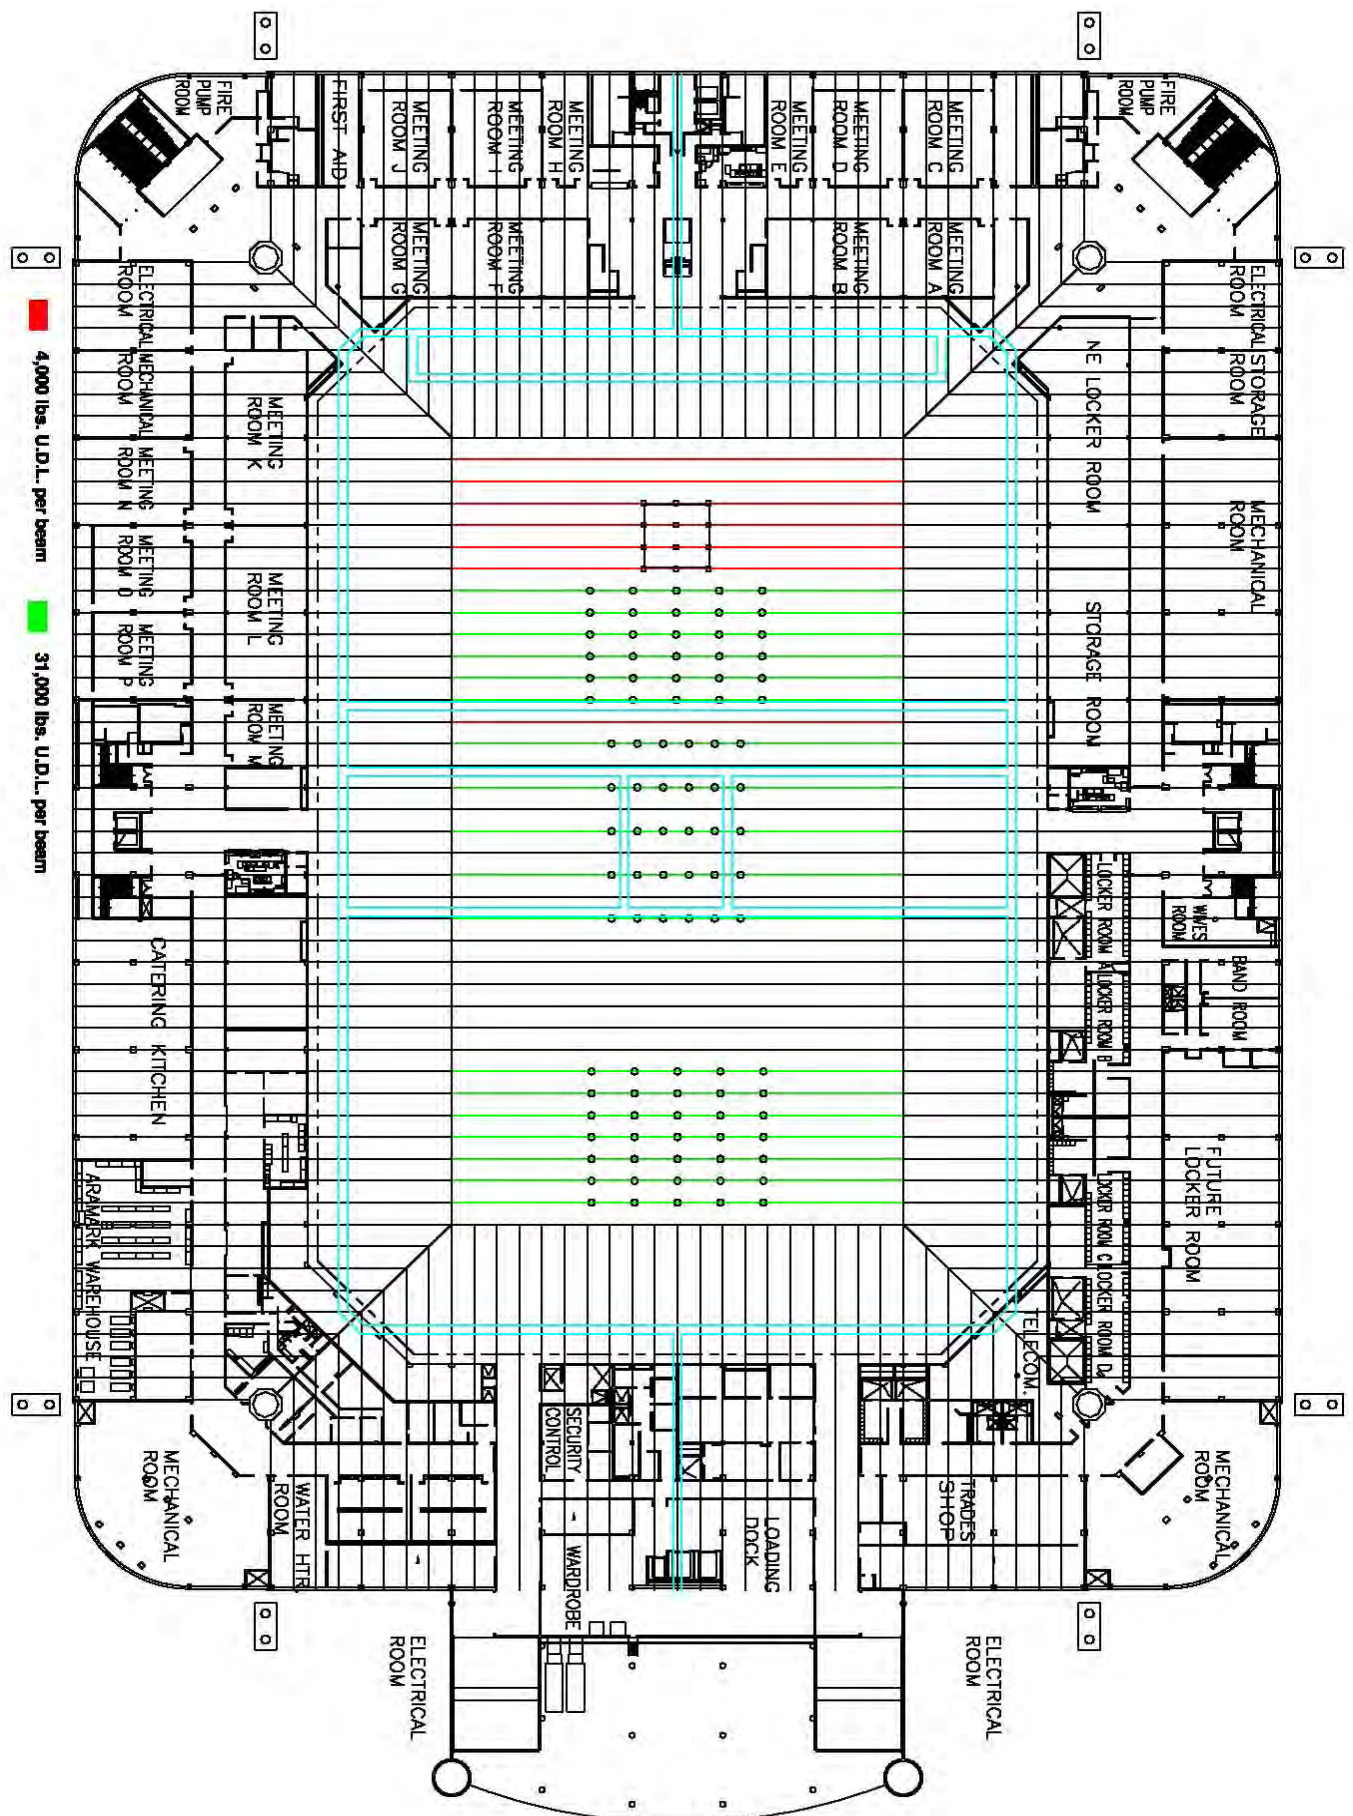 FIRE
PUMP
ROOM
FIRST AID
MEETING
ROOM J
MEETING
ROOM I
MEETING
ROOM H
MEETING
ROOM E
MEETING
ROOM D
MEETING
ROOM C
FIRE
PUMP
ROOM
MEETING
ROOM G
MEETING
ROOM F
MEETING
ROOM B
MEETING
ROOM A
ELECTRICAL
ROOM
MECHANICAL
ROOM
MEETING
ROOM N
MEETING
ROOM O
MEETING
ROOM P
MEETING
ROOM K
MEETING
ROOM L
MEETING
ROOM M
NE LOCKER ROOM
STORAGE ROOM
ELECTRICAL
ROOM
STORAGE
ROOM
MECHANICAL
ROOM
4,000 lbs. U.D.L. per beam
31,000 lbs. U.D.L. per beam
LOCKER ROOM A
LOCKER ROOM B
LOCKER ROOM C
LOCKER ROOM D
WIVES
ROOM
BAND ROOM
FUTURE
LOCKER ROOM
CATERING KITCHEN
ARAMARK WAREHOUSE
TELECOM.
MECHANICAL
ROOM
WATER HTR.
ROOM
SECURITY
CONTROL
WARDROBE
LOADING
DOCK
TRADES
SHOP
MECHANICAL
ROOM
ELECTRICAL
ROOM
ELECTRICAL
ROOM